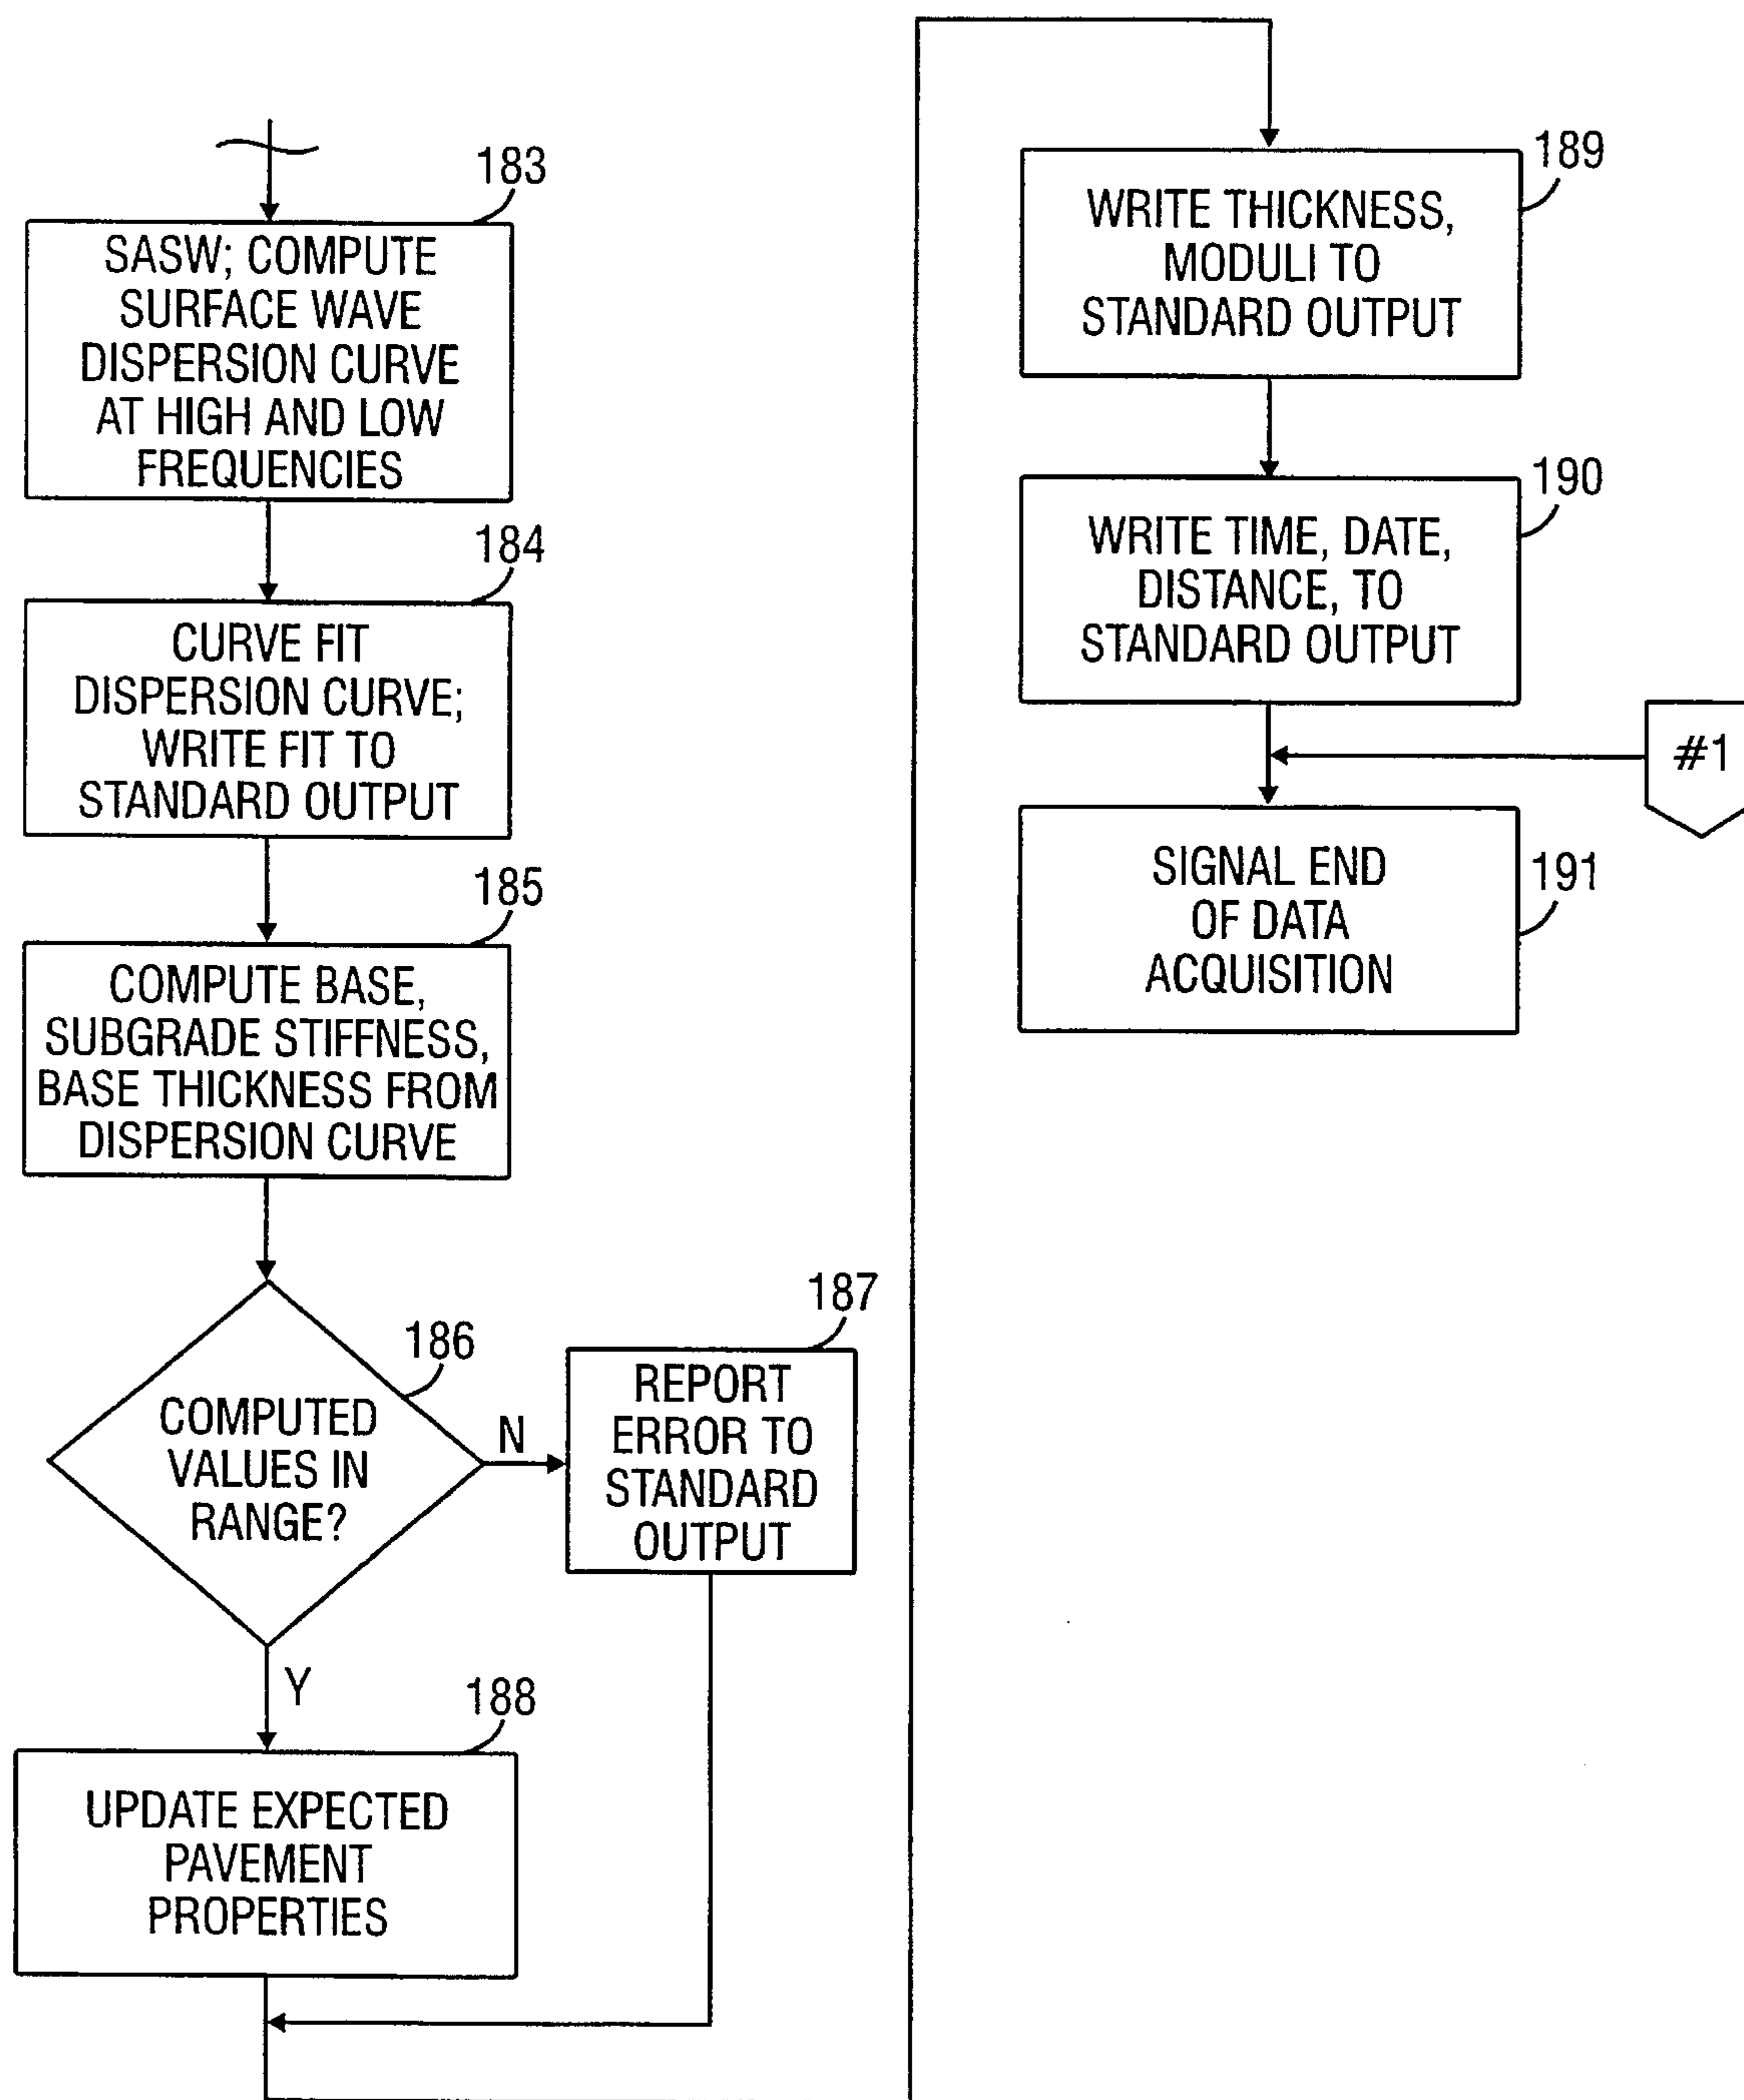 183
SASW; COMPUTE
SURFACE WAVE
DISPERSION CURVE
AT HIGH AND LOW
FREQUENCIES
184
CURVE FIT
DISPERSION CURVE;
WRITE FIT TO
STANDARD OUTPUT
185
COMPUTE BASE,
SUBGRADE STIFFNESS,
BASE THICKNESS FROM
DISPERSION CURVE
186
COMPUTED
VALUES IN
RANGE?
N
187
REPORT
ERROR TO
STANDARD
OUTPUT
Y
188
UPDATE EXPECTED
PAVEMENT
PROPERTIES
189
WRITE THICKNESS,
MODULI TO
STANDARD OUTPUT
190
WRITE TIME, DATE,
DISTANCE, TO
STANDARD OUTPUT
#1
191
SIGNAL END
OF DATA
ACQUISITION